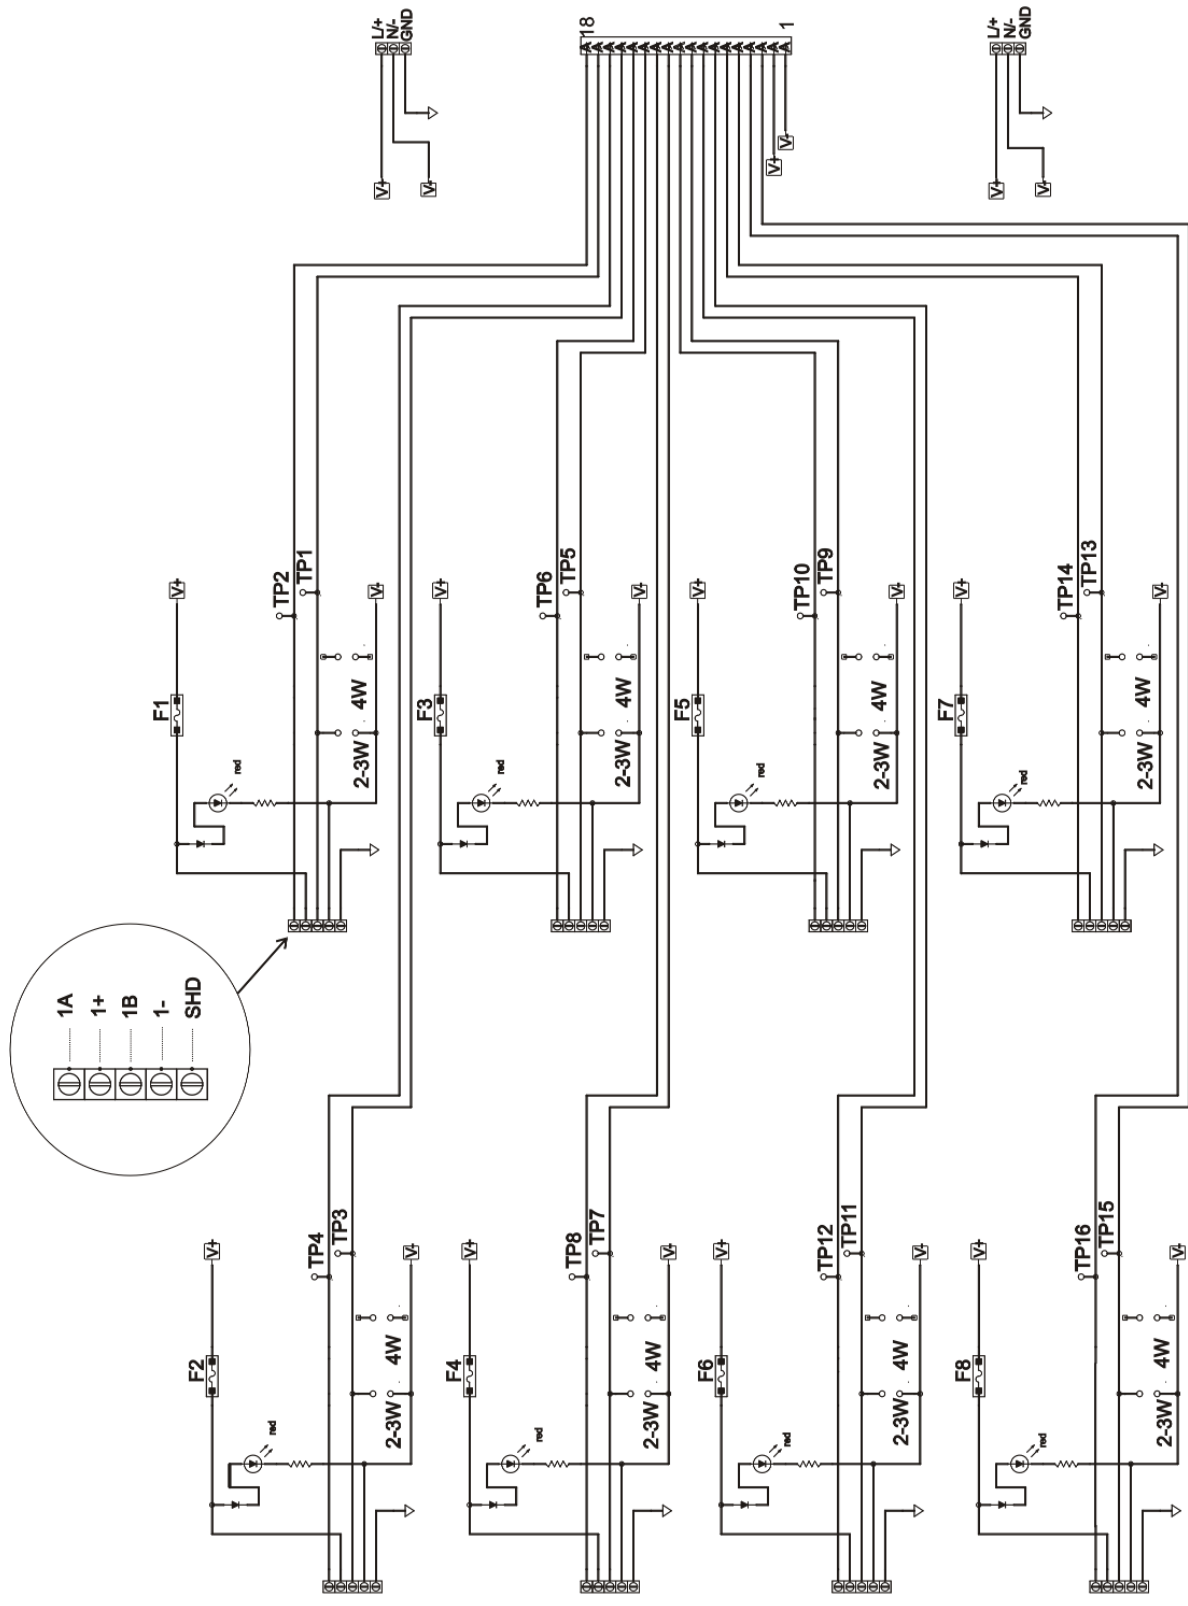 L/+
N/-
GND
18
1
L/+
N/-
GND
V+
V-
V+
V-
V+
V-
V+
TP2
TP1
V-
V+
TP6
TP5
V-
V+
TP10
TP9
V-
V+
TP14
TP13
V-
F1
4W
2-3W
red
F3
4W
2-3W
red
F5
4W
2-3W
red
F7
4W
2-3W
red
1A
1+
1B
1-
SHD
V+
TP4
TP3
V-
V+
TP8
TP7
V-
V+
TP12
TP11
V-
V+
TP16
TP15
V-
F2
4W
2-3W
red
F4
4W
2-3W
red
F6
4W
2-3W
red
F8
4W
2-3W
red